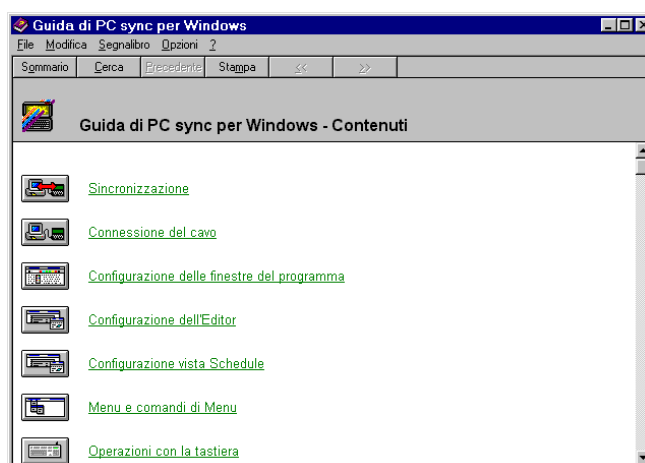 Guida di PC sync per Windows
File Modifica Segnalibro Opzioni ?
Sommario Cerca Precedente Stampa << >>
Guida di PC sync per Windows - Contenuti
Sincronizzazione
Connessione del cavo
Configurazione delle finestre del programma
Configurazione dell'Editor
Configurazione vista Schedule
Menu e comandi di Menu
Operazioni con la tastiera